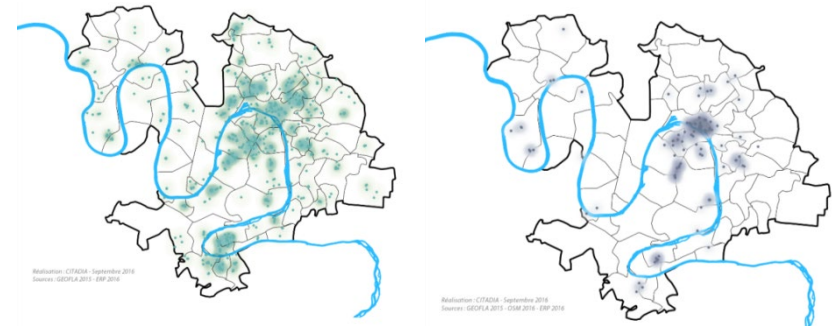 Réalisation : CITADIA - Septembre 2016
Sources : GEOFLA 2015 - ERP 2016
Réalisation : CITADIA - Septembre 2016
Sources : GEOFLA 2015 - OSM 2016 - ERP 2016